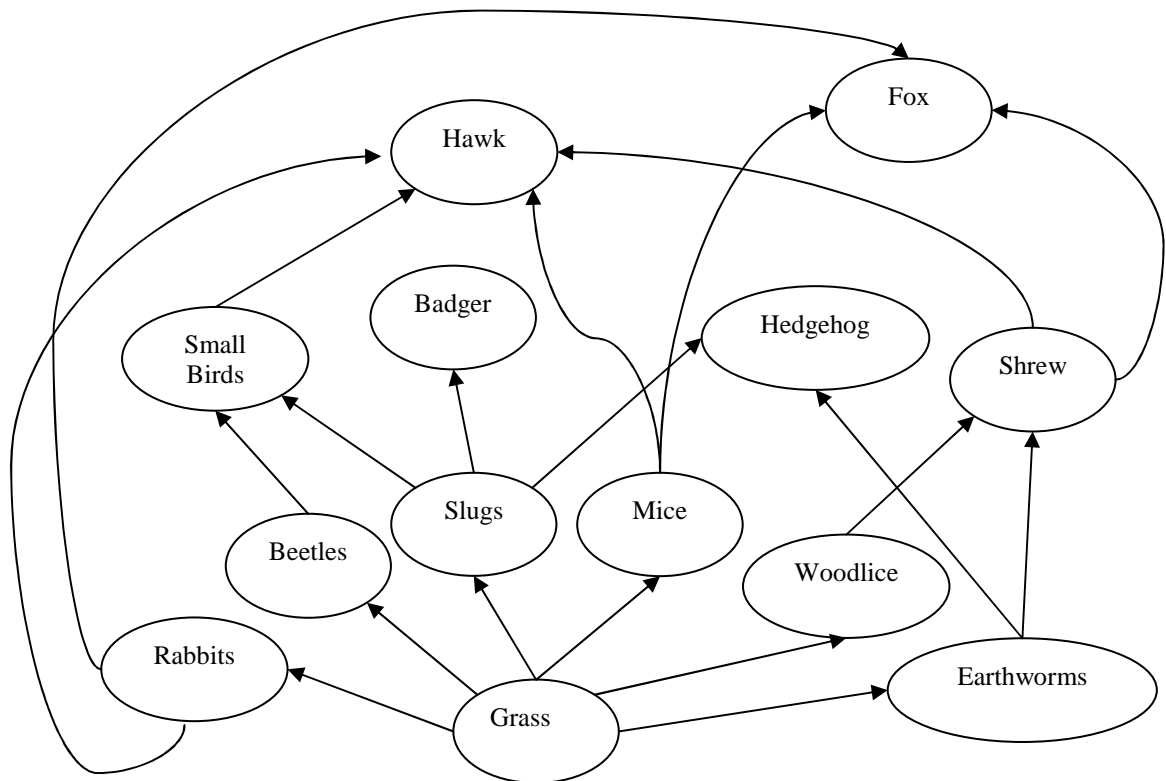 Fox
Hawk
Badger
Hedgehog
Small
Birds
Shrew
Slugs
Mice
Beetles
Woodlice
Rabbits
Earthworms
Grass